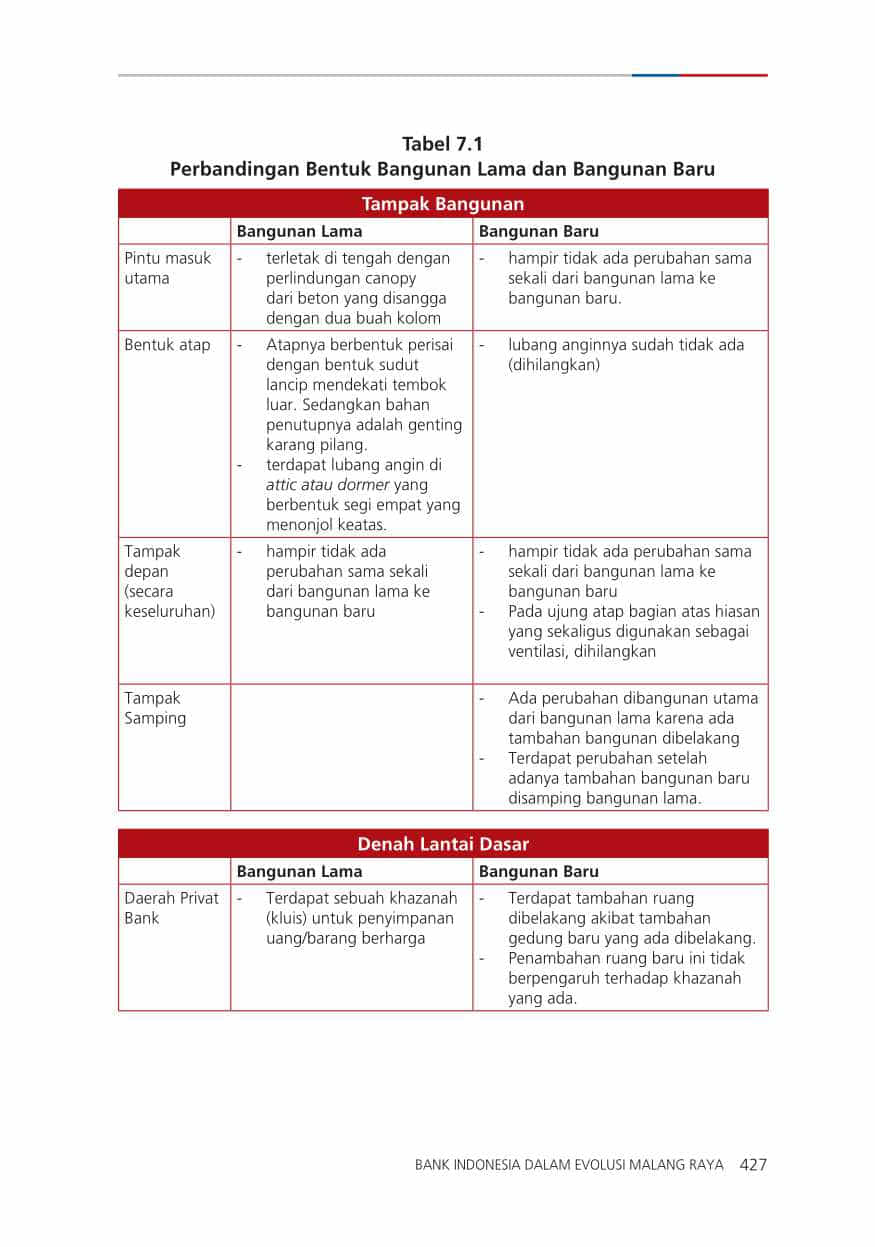 Tabel 7.1
Perbandingan Bentuk Bangunan Lama dan Bangunan Baru
Tampak Bangunan
Bangunan Lama
Bangunan Baru
Pintu masuk
utama
- terletak di tengah dengan
perlindungan canopy
dari beton yang disangga
dengan dua buah kolom
- hampir tidak ada perubahan sama
sekali dari bangunan lama ke
bangunan baru.
Bentuk atap
- Atapnya berbentuk perisai
dengan bentuk sudut
lancip mendekati tembok
luar. Sedangkan bahan
penutupnya adalah genting
karang pilang.
- terdapat lubang angin di
attic atau dormer yang
berbentuk segi empat yang
menonjol keatas.
- lubang anginnya sudah tidak ada
(dihilangkan)
Tampak
depan
(secara
keseluruhan)
- hampir tidak ada
perubahan sama sekali
dari bangunan lama ke
bangunan baru
- hampir tidak ada perubahan sama
sekali dari bangunan lama ke
bangunan baru
- Pada ujung atap bagian atas hiasan
yang sekaligus digunakan sebagai
ventilasi, dihilangkan
Tampak
Samping
- Ada perubahan dibangunan utama
dari bangunan lama karena ada
tambahan bangunan dibelakang
- Terdapat perubahan setelah
adanya tambahan bangunan baru
disamping bangunan lama.
Denah Lantai Dasar
Bangunan Lama
Bangunan Baru
Daerah Privat
Bank
- Terdapat sebuah khazanah
(kluis) untuk penyimpanan
uang/barang berharga
- Terdapat tambahan ruang
dibelakang akibat tambahan
gedung baru yang ada dibelakang.
- Penambahan ruang baru ini tidak
berpengaruh terhadap khazanah
yang ada.
BANK INDONESIA DALAM EVOLUSI MALANG RAYA 427